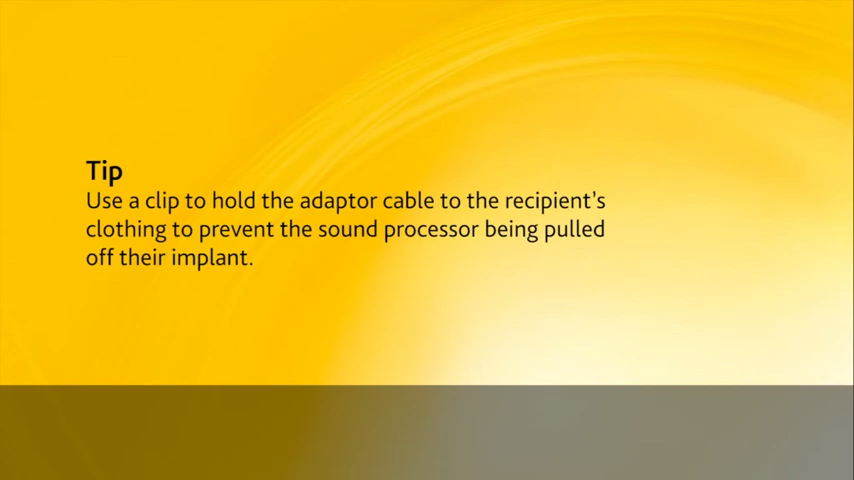 Tip
Use a clip to hold the adaptor cable to the recipient’s
clothing to prevent the sound processor being pulled
off their implant.